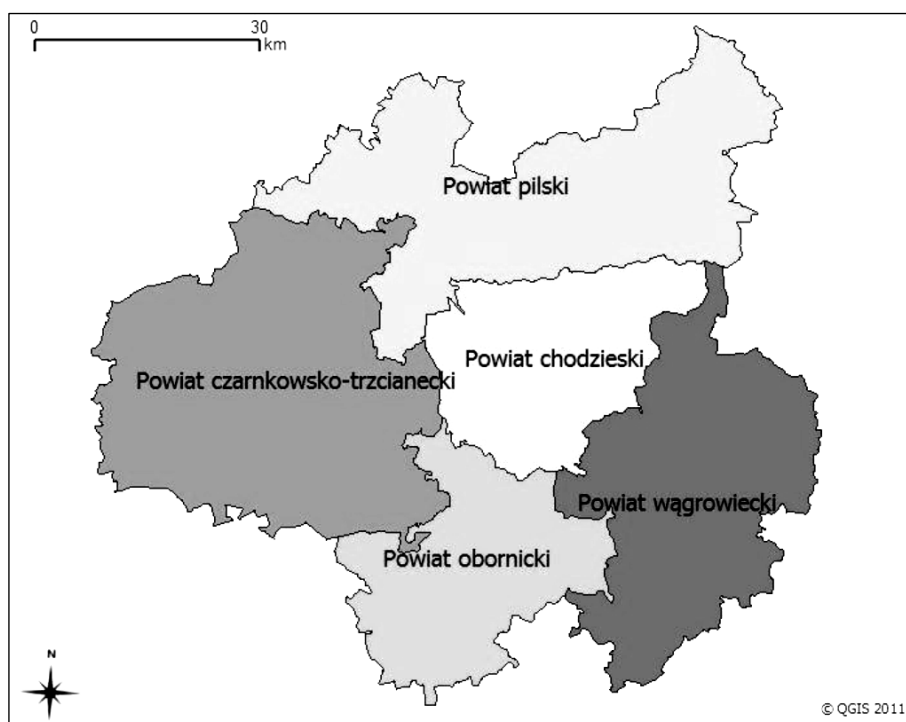 0 30
km
Powiat pilski
Powiat chodzieski
Powiat czarnkowsko-trzcianecki
Powiat wągrowiecki
Powiat obornicki
N
© QGIS 2011